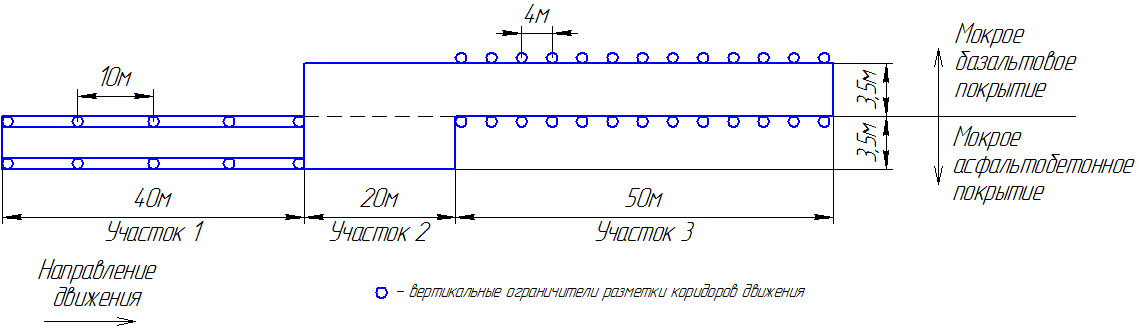 4м
Мокрое
базальтовое
покрытие
10м
3,5м
3,5м
Мокрое
асфальтобетонное
покрытие
40м
20м
50м
Участок 1
Участок 2
Участок 3
Направление
движения
– вертикальные ограничители разметки коридоров движения